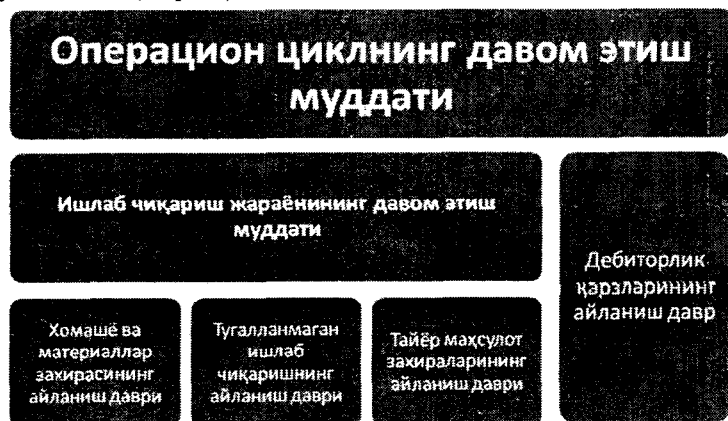 Операцион циклнинг давом этиш
муддати
Ишлаб чиқариш жараёнининг давом этиш
муддати
Дебиторлик
қарзларининг
айланиш давр
Хомашё ва
материаллар
захирасининг
айланиш даври
Тугалланмаган
ишлаб
чиқаришнинг
айланиш даври
Тайёр маҳсулот
захираларининг
айланиш даври